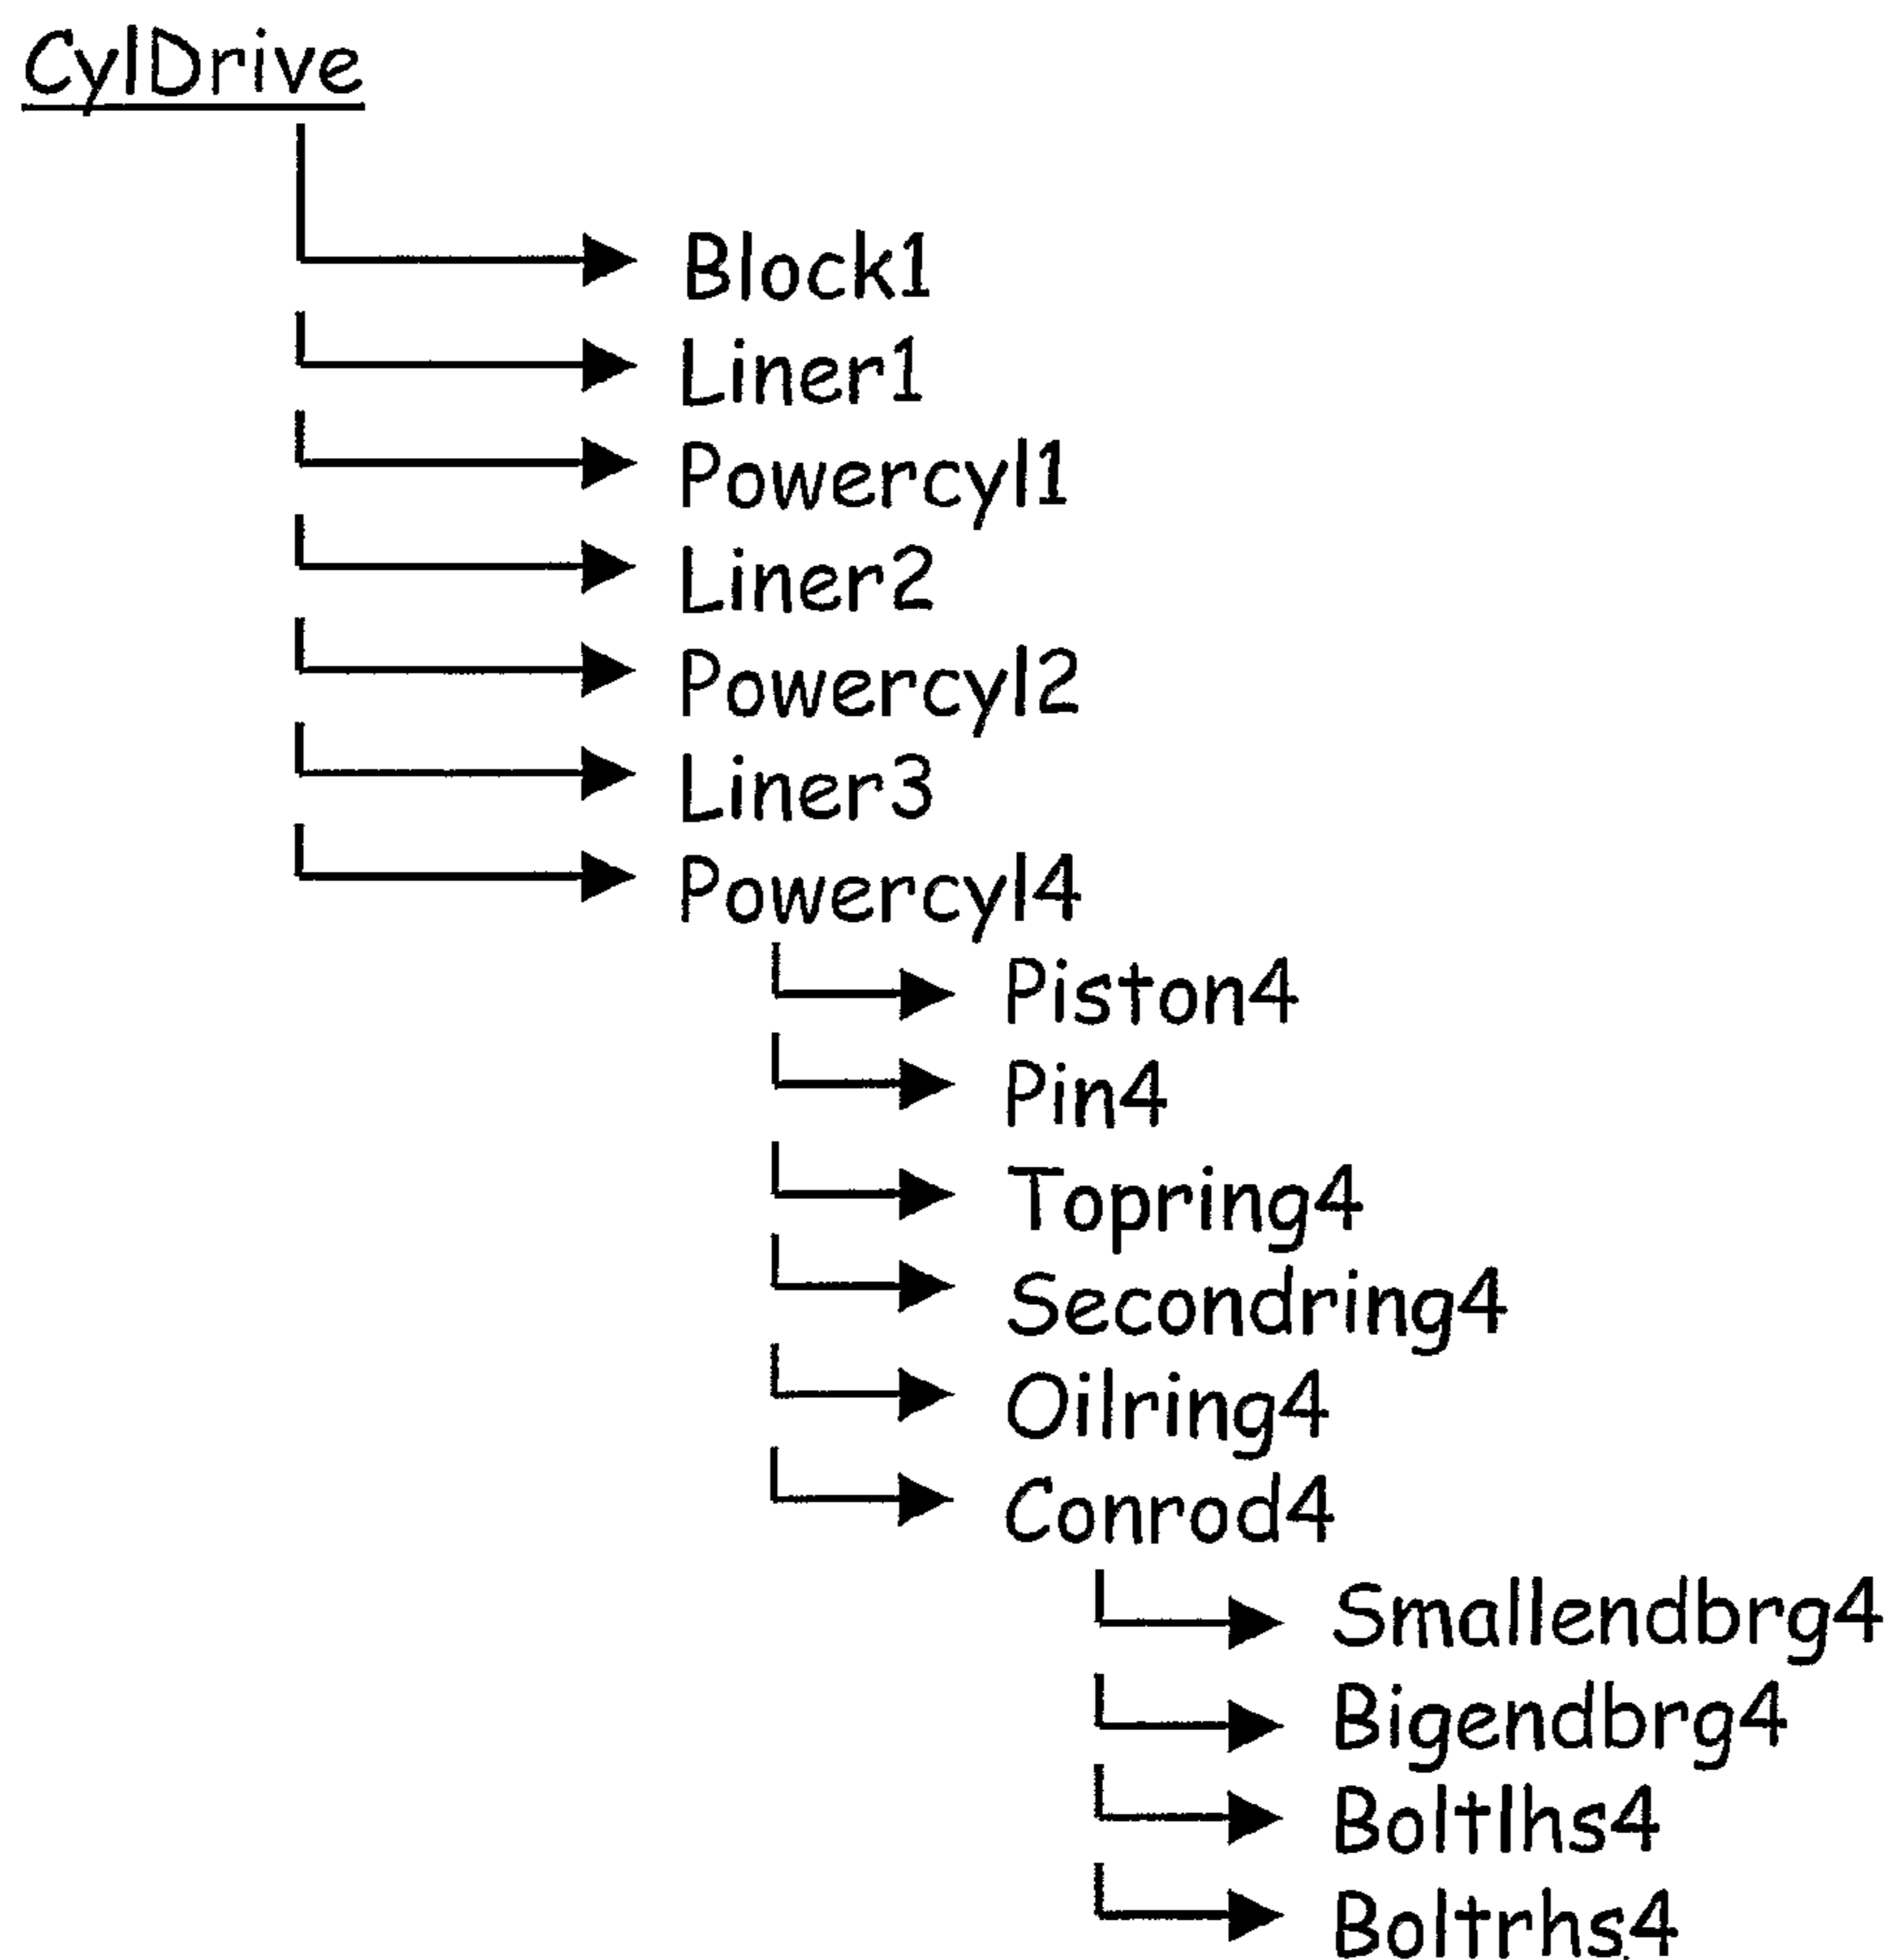 CylDrive
Block1
Liner1
Powercyl1
Liner2
Powercyl2
Liner3
Powercyl4
Piston4
Pin4
Topring4
Secondring4
Oilring4
Conrod4
Smallendbrg4
Bigendbrg4
Boltlhs4
Boltrhs4